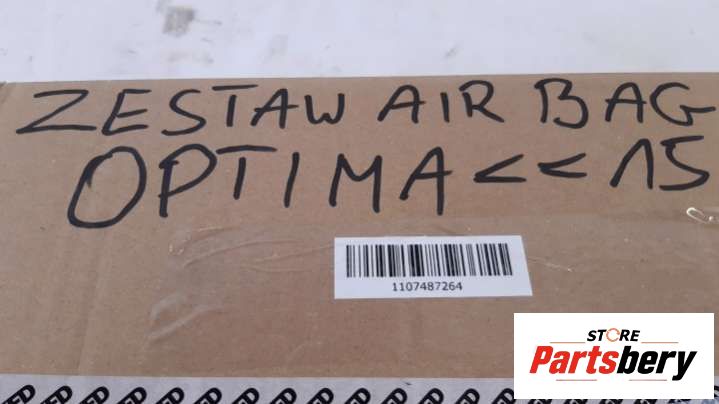 ZESTAW AIR BAG
OPTIMA << 15
1107487264
STORE
Partsbery